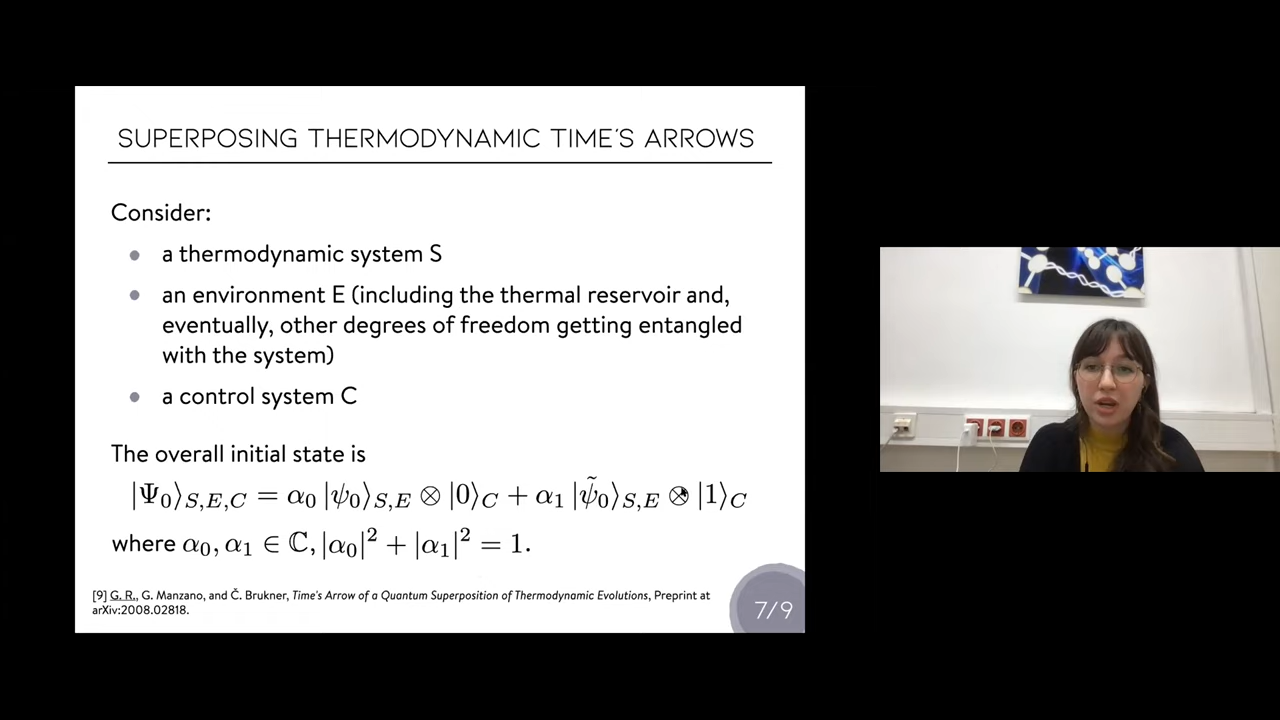 SUPERPOSING THERMODYNAMIC TIME'S ARROWS
Consider:
● a thermodynamic system S
● an environment E (including the thermal reservoir and,
eventually, other degrees of freedom getting entangled
with the system)
● a control system C
The overall initial state is
|Ψ₀⟩_{S,E,C} = α₀ |ψ₀⟩_{S,E} ⊗ |0⟩_C + α₁ |ψ̃₀⟩_{S,E} ⊗ |1⟩_C
where α₀, α₁ ∈ ℂ, |α₀|² + |α₁|² = 1.
[9] G. R., G. Manzano, and Č. Brukner, Time's Arrow of a Quantum Superposition of Thermodynamic Evolutions, Preprint at
arXiv:2008.02818.
7/9